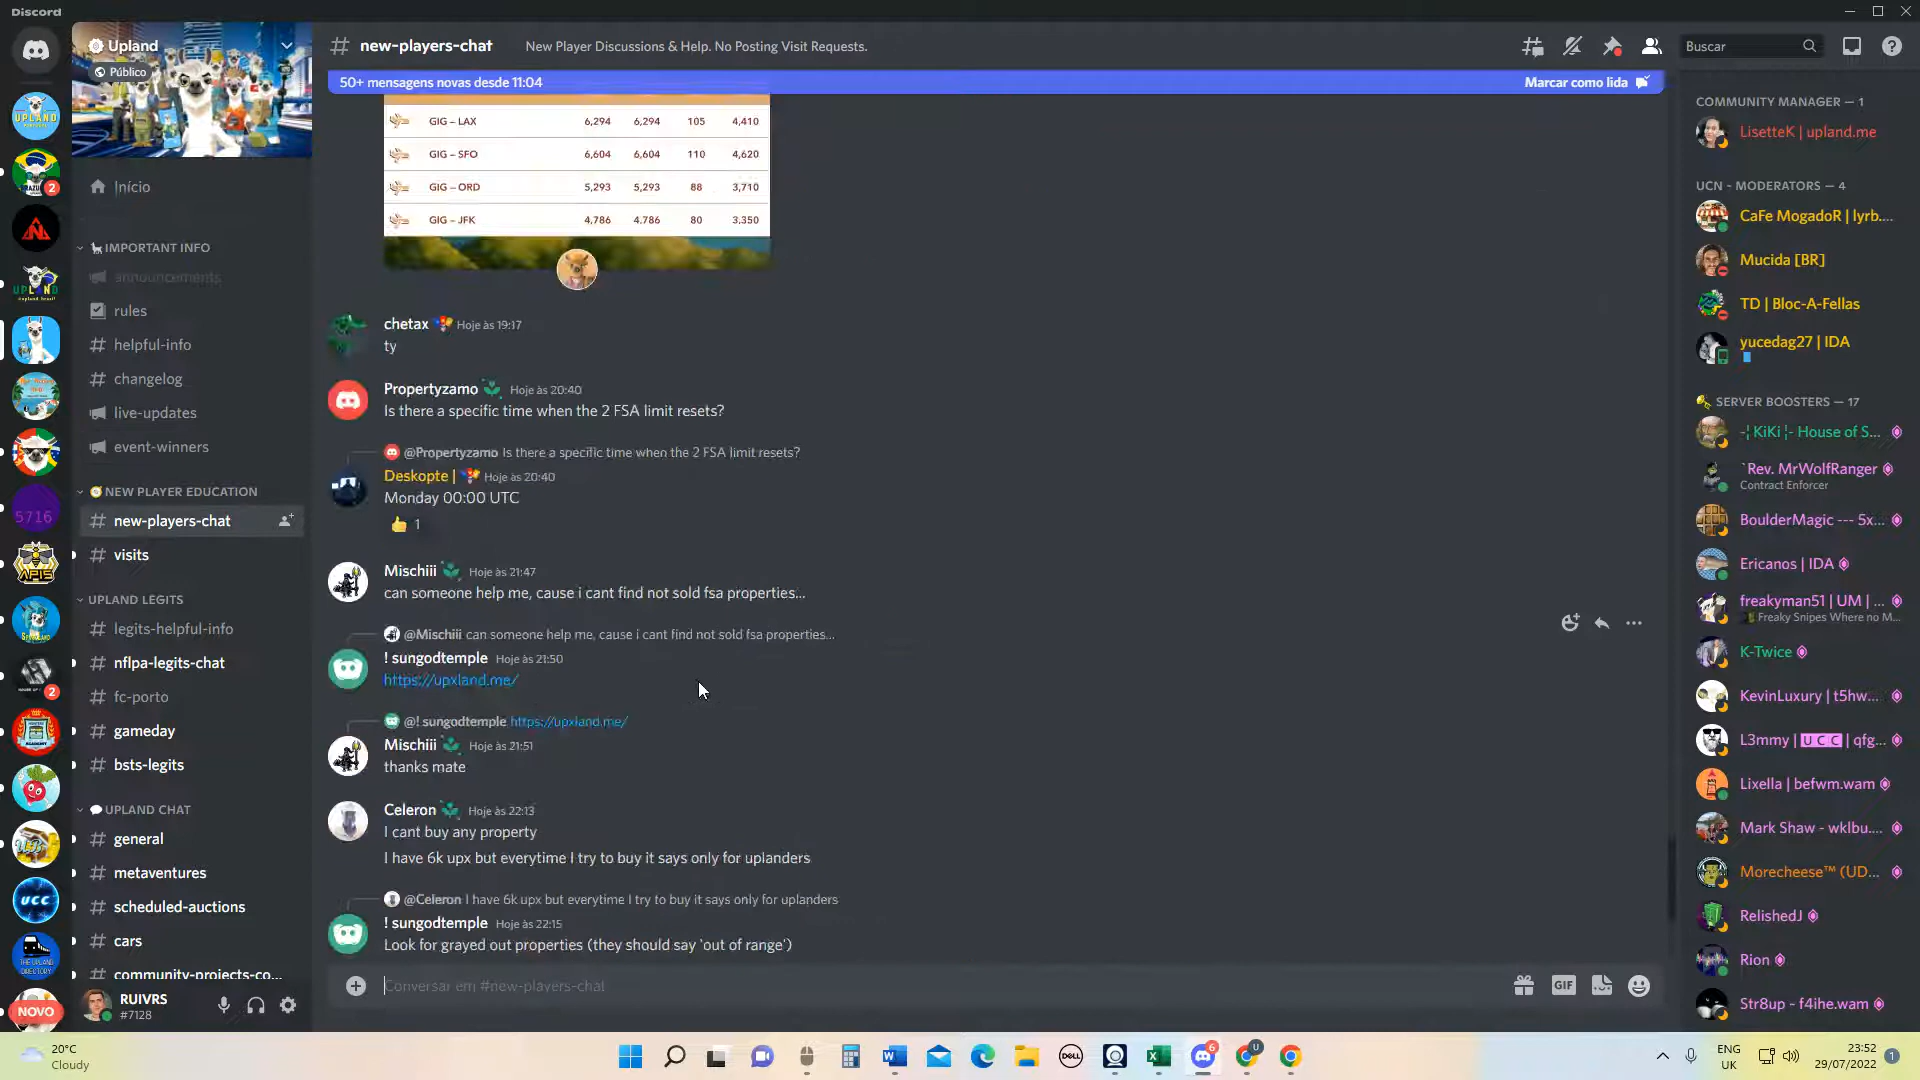 Discord
Upland
Público
# new-players-chat New Player Discussions & Help. No Posting Visit Requests.
Buscar
50+ mensagens novas desde 11:04
Marcar como lida
Início
IMPORTANT INFO
announcements
rules
helpful-info
changelog
live-updates
event-winners
NEW PLAYER EDUCATION
new-players-chat
visits
UPLAND LEGITS
legits-helpful-info
nflpa-legits-chat
fc-porto
gameday
bsts-legits
UPLAND CHAT
general
metaventures
scheduled-auctions
cars
community-projects-co...
RUIVRS
#7128
2
5716
APIS
2
UCC
THE UPLAND DIRECTORY
NOVO
GIG – LAX 6,294 6,294 105 4,410
GIG – SFO 6,604 6,604 110 4,620
GIG – ORD 5,293 5,293 88 3,710
GIG – JFK 4,786 4,786 80 3,350
chetax Hoje às 19:17
ty
Propertyzamo Hoje às 20:40
Is there a specific time when the 2 FSA limit resets?
@Propertyzamo Is there a specific time when the 2 FSA limit resets?
Deskopte | Hoje às 20:40
Monday 00:00 UTC
1
Mischiii Hoje às 21:47
can someone help me, cause i cant find not sold fsa properties...
@Mischiii can someone help me, cause i cant find not sold fsa properties...
! sungodtemple Hoje às 21:50
https://upxland.me/
@! sungodtemple https://upxland.me/
Mischiii Hoje às 21:51
thanks mate
Celeron Hoje às 22:13
I cant buy any property
I have 6k upx but everytime I try to buy it says only for uplanders
@Celeron I have 6k upx but everytime I try to buy it says only for uplanders
! sungodtemple Hoje às 22:15
Look for grayed out properties (they should say 'out of range')
Conversar em #new-players-chat
GIF
COMMUNITY MANAGER — 1
LisetteK | upland.me
UCN - MODERATORS — 4
CaFe MogadoR | lyrb....
Mucida [BR]
TD | Bloc-A-Fellas
yucedag27 | IDA
SERVER BOOSTERS — 17
-¦ KiKi ¦- House of S...
`Rev. MrWolfRanger
Contract Enforcer
BoulderMagic --- 5x...
Ericanos | IDA
freakyman51 | UM | ...
Freaky Snipes Where no M...
K-Twice
KevinLuxury | t5hw...
L3mmy | UCC | qfg...
Lixella | befwm.wam
Mark Shaw - wklbu....
Morecheese™ (UD...
RelishedJ
Rion
Str8up - f4ihe.wam
20°C
Cloudy
DELL
6
U
ENG
UK
23:52
29/07/2022
1